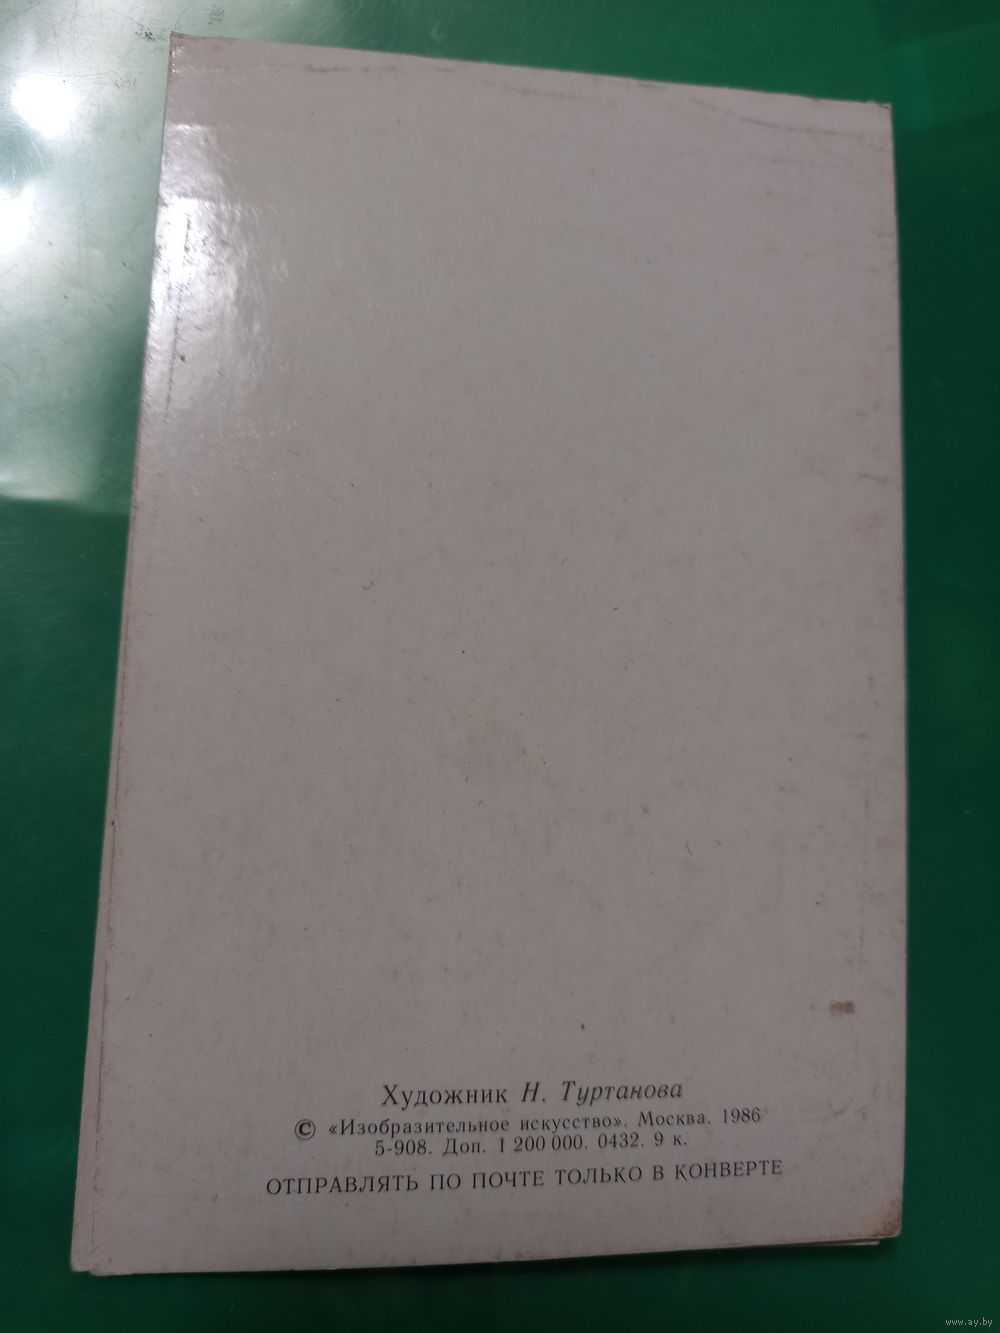 Художник Н. Туртанова
© «Изобразительное искусство». Москва. 1986
5-908. Доп. 1 200 000. 0432. 9 к.
ОТПРАВЛЯТЬ ПО ПОЧТЕ ТОЛЬКО В КОНВЕРТЕ
www.ay.by